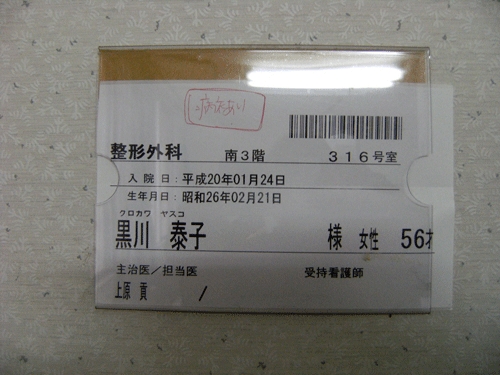 整形外科 南3階 316号室
入院日:平成20年01月24日
生年月日:昭和26年02月21日
クロカワ ヤスコ
黒川 泰子 様 女性 56才
主治医/担当医 受持看護師
上原 貢 /